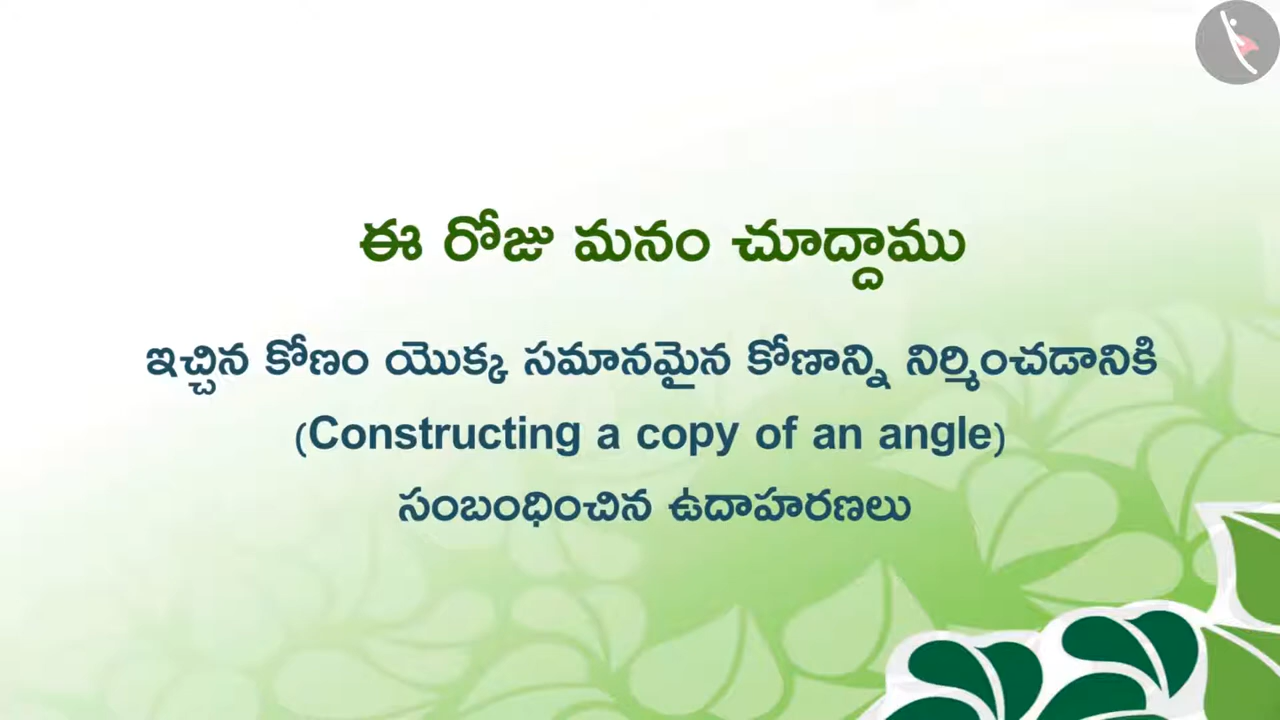 ఈ రోజు మనం చూద్దాము
ఇచ్చిన కోణం యొక్క సమానమైన కోణాన్ని నిర్మించడానికి
(Constructing a copy of an angle)
సంబంధించిన ఉదాహరణలు